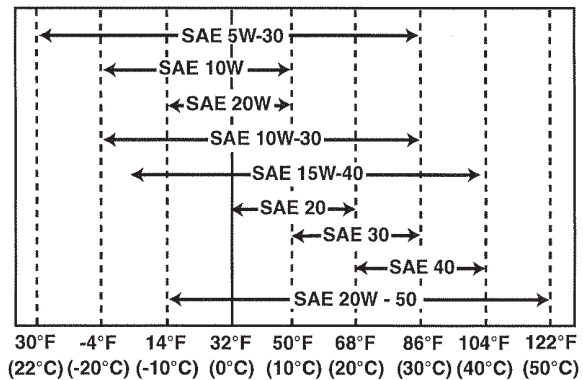 SAE 5W-30
SAE 10W
SAE 20W
SAE 10W-30
SAE 15W-40
SAE 20
SAE 30
SAE 40
SAE 20W - 50
30°F -4°F 14°F 32°F 50°F 68°F 86°F 104°F 122°F
(22°C) (-20°C) (-10°C) (0°C) (10°C) (20°C) (30°C) (40°C) (50°C)